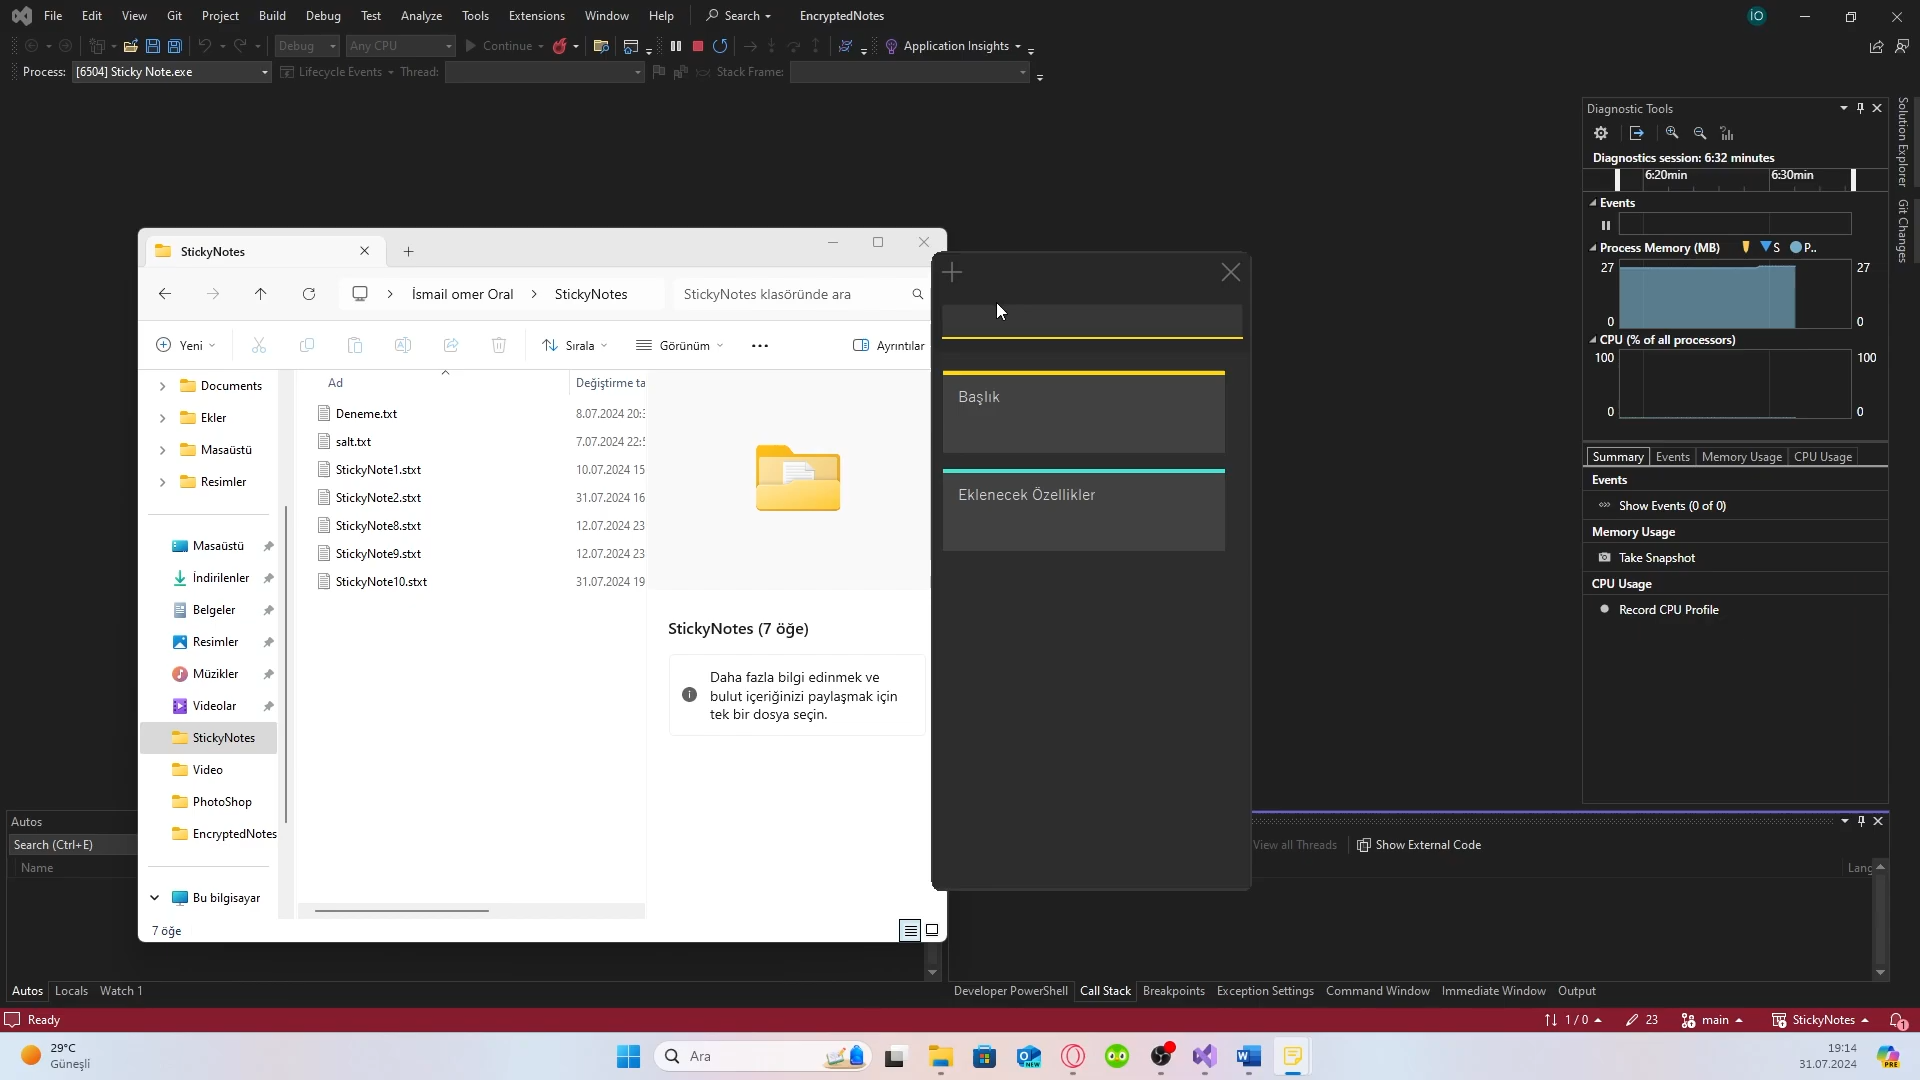 File Edit View Git Project Build Debug Test Analyze Tools Extensions Window Help Search EncryptedNotes İO
Debug Any CPU Continue Application Insights
Process: [6504] Sticky Note.exe Lifecycle Events Thread: Stack Frame:
Diagnostic Tools
Diagnostics session: 6:32 minutes
6:20min 6:30min
Events
Process Memory (MB) S P..
27 27
0 0
CPU (% of all processors)
100 100
0 0
Summary Events Memory Usage CPU Usage
Events
Show Events (0 of 0)
Memory Usage
Take Snapshot
CPU Usage
Record CPU Profile
Solution Explorer
Git Changes
StickyNotes
İsmail omer Oral StickyNotes StickyNotes klasöründe ara
Yeni Sırala Görünüm Ayrıntılar
Documents
Ekler
Masaüstü
Resimler
Masaüstü
İndirilenler
Belgeler
Resimler
Müzikler
Videolar
StickyNotes
Video
PhotoShop
EncryptedNotes
Bu bilgisayar
Ad Değiştirme ta
Deneme.txt 8.07.2024 20:
salt.txt 7.07.2024 22:
StickyNote1.stxt 10.07.2024 15
StickyNote2.stxt 31.07.2024 16
StickyNote8.stxt 12.07.2024 23
StickyNote9.stxt 12.07.2024 23
StickyNote10.stxt 31.07.2024 19
StickyNotes (7 öğe)
Daha fazla bilgi edinmek ve
bulut içeriğinizi paylaşmak için
tek bir dosya seçin.
7 öğe
Başlık
Eklenecek Özellikler
Autos
Search (Ctrl+E)
Name
View all Threads Show External Code
Lang
Autos Locals Watch 1
Developer PowerShell Call Stack Breakpoints Exception Settings Command Window Immediate Window Output
Ready 1 / 0 23 main StickyNotes 1
29°C
Güneşli
Ara
NEW
19:14
31.07.2024
PRE